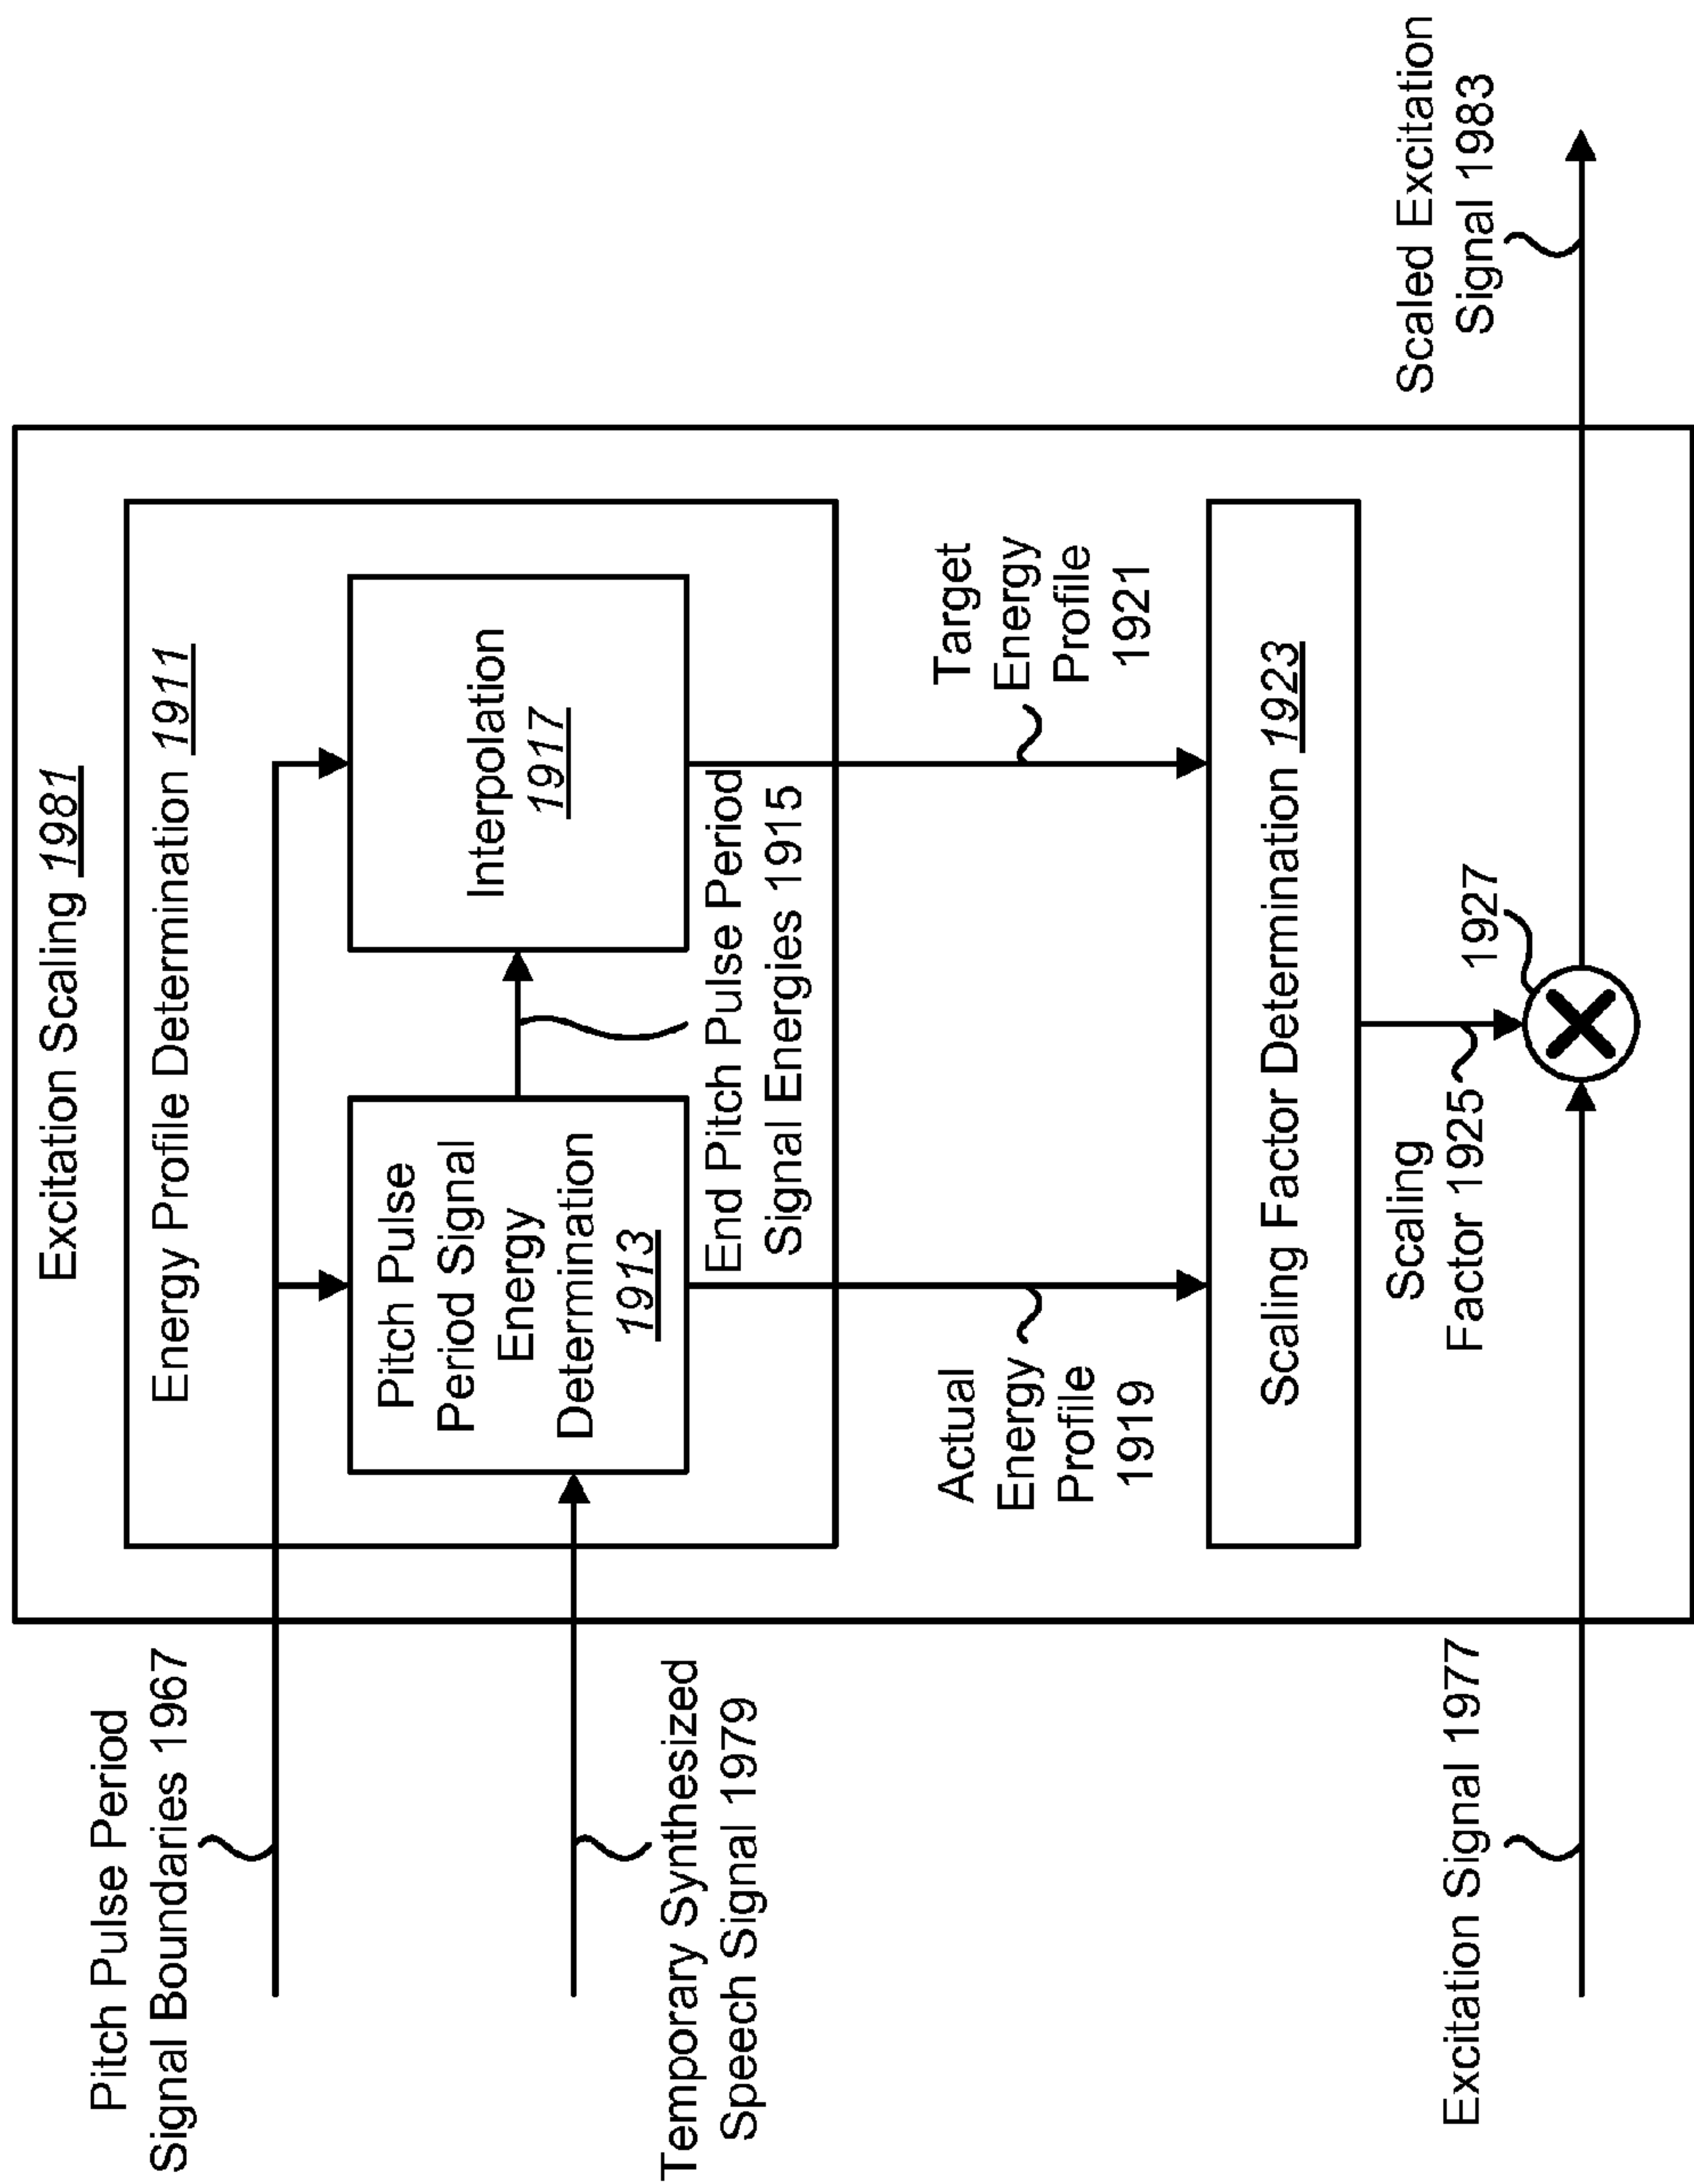 Excitation Scaling 1981
Pitch Pulse Period
Signal Boundaries 1967
Energy Profile Determination 1911
Pitch Pulse
Period Signal
Energy
Determination
1913
Interpolation
1917
Temporary Synthesized
Speech Signal 1979
End Pitch Pulse Period
Signal Energies 1915
Actual
Energy
Profile
1919
Target
Energy
Profile
1921
Scaling Factor Determination 1923
Scaling
Factor 1925
1927
Excitation Signal 1977
Scaled Excitation
Signal 1983